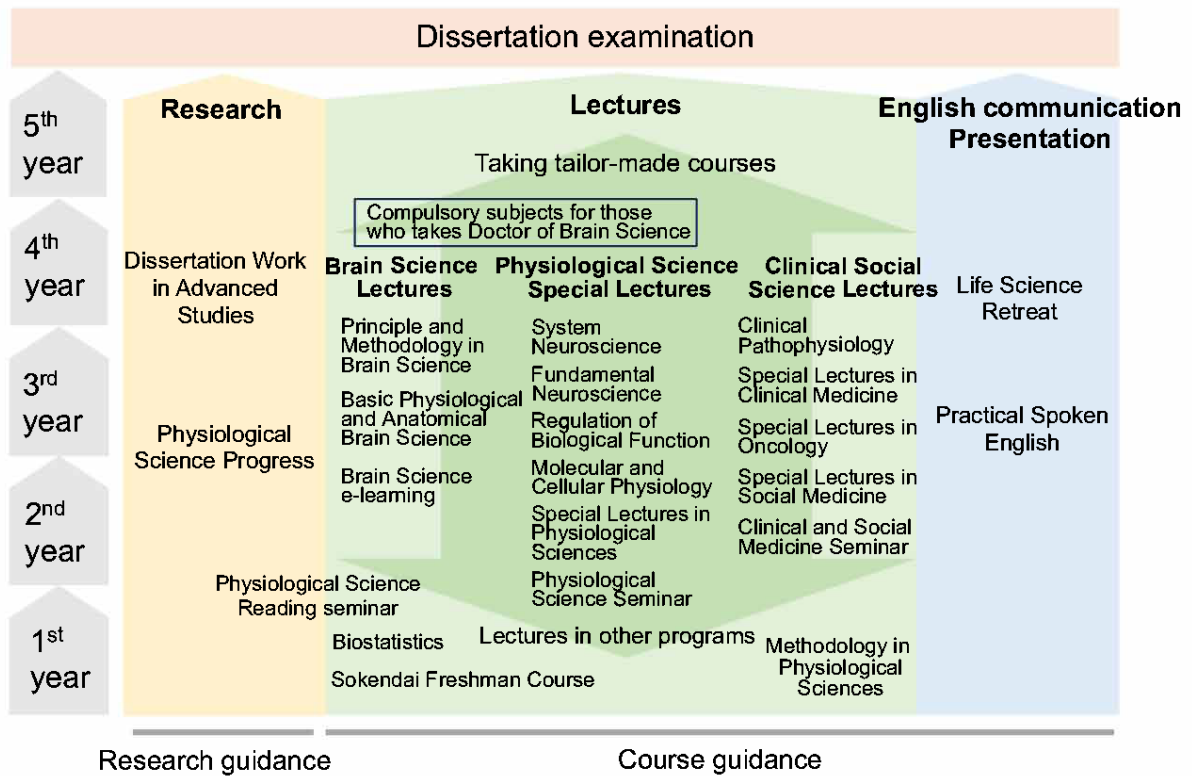 Dissertation examination
5th
year
4th
year
3rd
year
2nd
year
1st
year
Research
Dissertation Work
in Advanced
Studies
Physiological
Science Progress
Physiological Science
Reading seminar
Lectures
Taking tailor-made courses
Compulsory subjects for those
who takes Doctor of Brain Science
Brain Science
Lectures
Principle and
Methodology in
Brain Science
Basic Physiological
and Anatomical
Brain Science
Brain Science
e-learning
Physiological Science
Special Lectures
System
Neuroscience
Fundamental
Neuroscience
Regulation of
Biological Function
Molecular and
Cellular Physiology
Special Lectures in
Physiological
Sciences
Physiological
Science Seminar
Clinical Social
Science Lectures
Clinical
Pathophysiology
Special Lectures in
Clinical Medicine
Special Lectures in
Oncology
Special Lectures in
Social Medicine
Clinical and Social
Medicine Seminar
Biostatistics
Lectures in other programs
Sokendai Freshman Course
Methodology in
Physiological
Sciences
English communication
Presentation
Life Science
Retreat
Practical Spoken
English
Research guidance
Course guidance